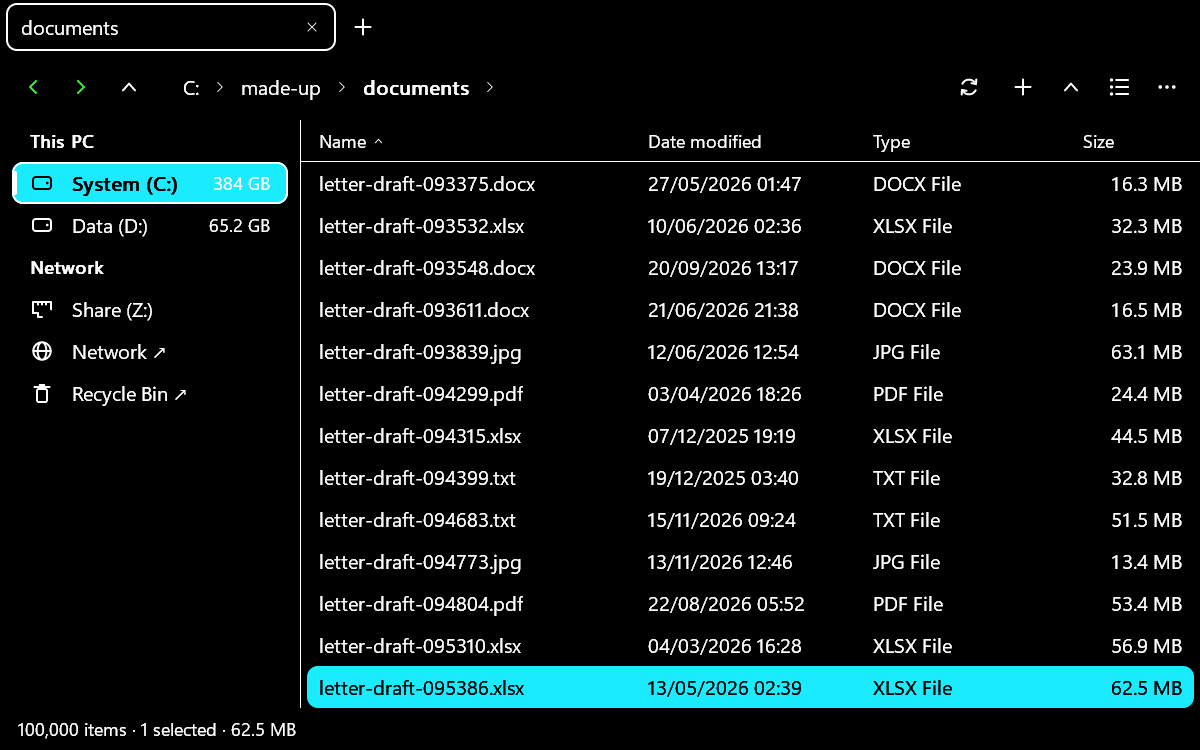 documents
C: made-up documents
This PC
System (C:) 384 GB
Data (D:) 65.2 GB
Network
Share (Z:)
Network ↗
Recycle Bin ↗
Name Date modified Type Size
letter-draft-093375.docx 27/05/2026 01:47 DOCX File 16.3 MB
letter-draft-093532.xlsx 10/06/2026 02:36 XLSX File 32.3 MB
letter-draft-093548.docx 20/09/2026 13:17 DOCX File 23.9 MB
letter-draft-093611.docx 21/06/2026 21:38 DOCX File 16.5 MB
letter-draft-093839.jpg 12/06/2026 12:54 JPG File 63.1 MB
letter-draft-094299.pdf 03/04/2026 18:26 PDF File 24.4 MB
letter-draft-094315.xlsx 07/12/2025 19:19 XLSX File 44.5 MB
letter-draft-094399.txt 19/12/2025 03:40 TXT File 32.8 MB
letter-draft-094683.txt 15/11/2026 09:24 TXT File 51.5 MB
letter-draft-094773.jpg 13/11/2026 12:46 JPG File 13.4 MB
letter-draft-094804.pdf 22/08/2026 05:52 PDF File 53.4 MB
letter-draft-095310.xlsx 04/03/2026 16:28 XLSX File 56.9 MB
letter-draft-095386.xlsx 13/05/2026 02:39 XLSX File 62.5 MB
100,000 items · 1 selected · 62.5 MB